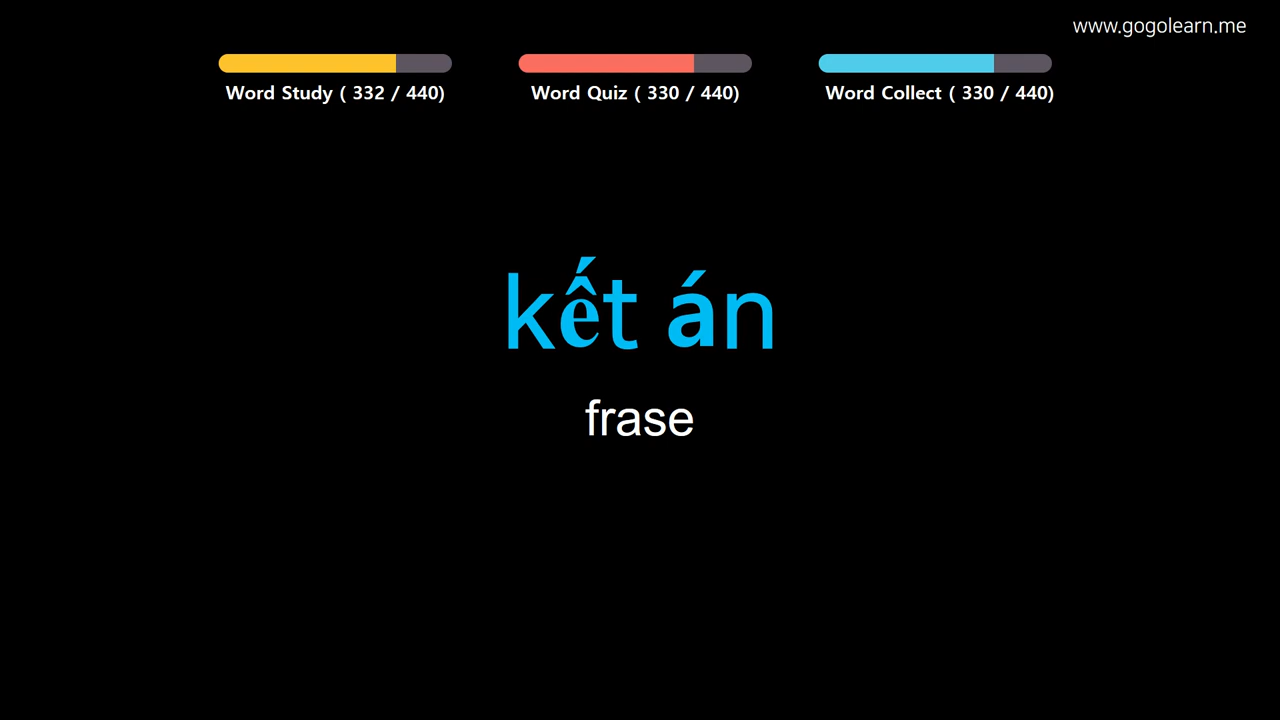 www.gogolearn.me
Word Study ( 332 / 440)
Word Quiz ( 330 / 440)
Word Collect ( 330 / 440)
kết án
frase